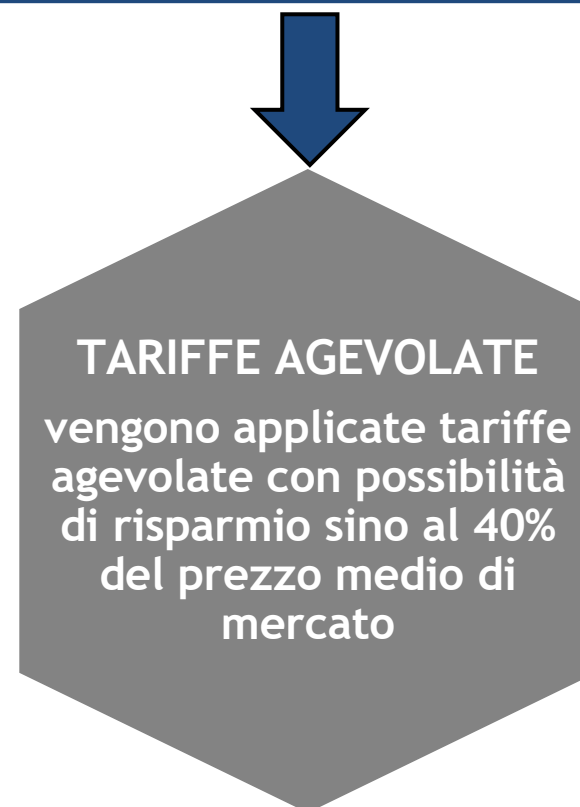 TARIFFE AGEVOLATE
vengono applicate tariffe
agevolate con possibilità
di risparmio sino al 40%
del prezzo medio di
mercato